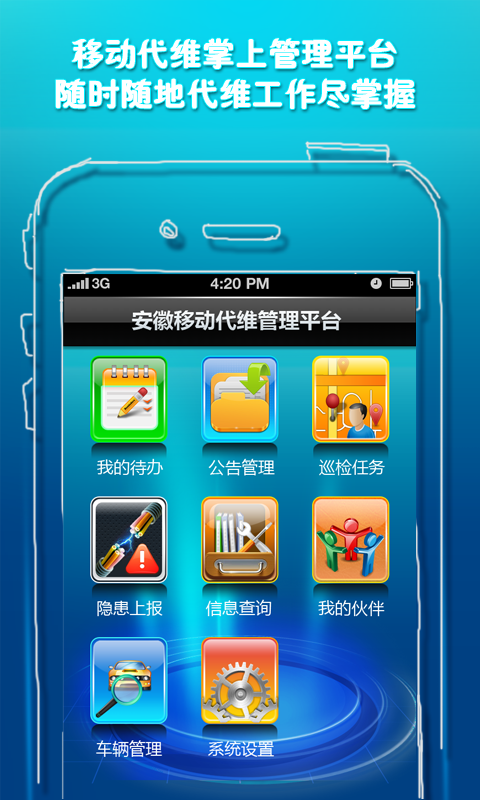 移动代维掌上管理平台
随时随地代维工作尽掌握
3G 4:20 PM
安徽移动代维管理平台
我的待办 公告管理 巡检任务
隐患上报 信息查询 我的伙伴
车辆管理 系统设置